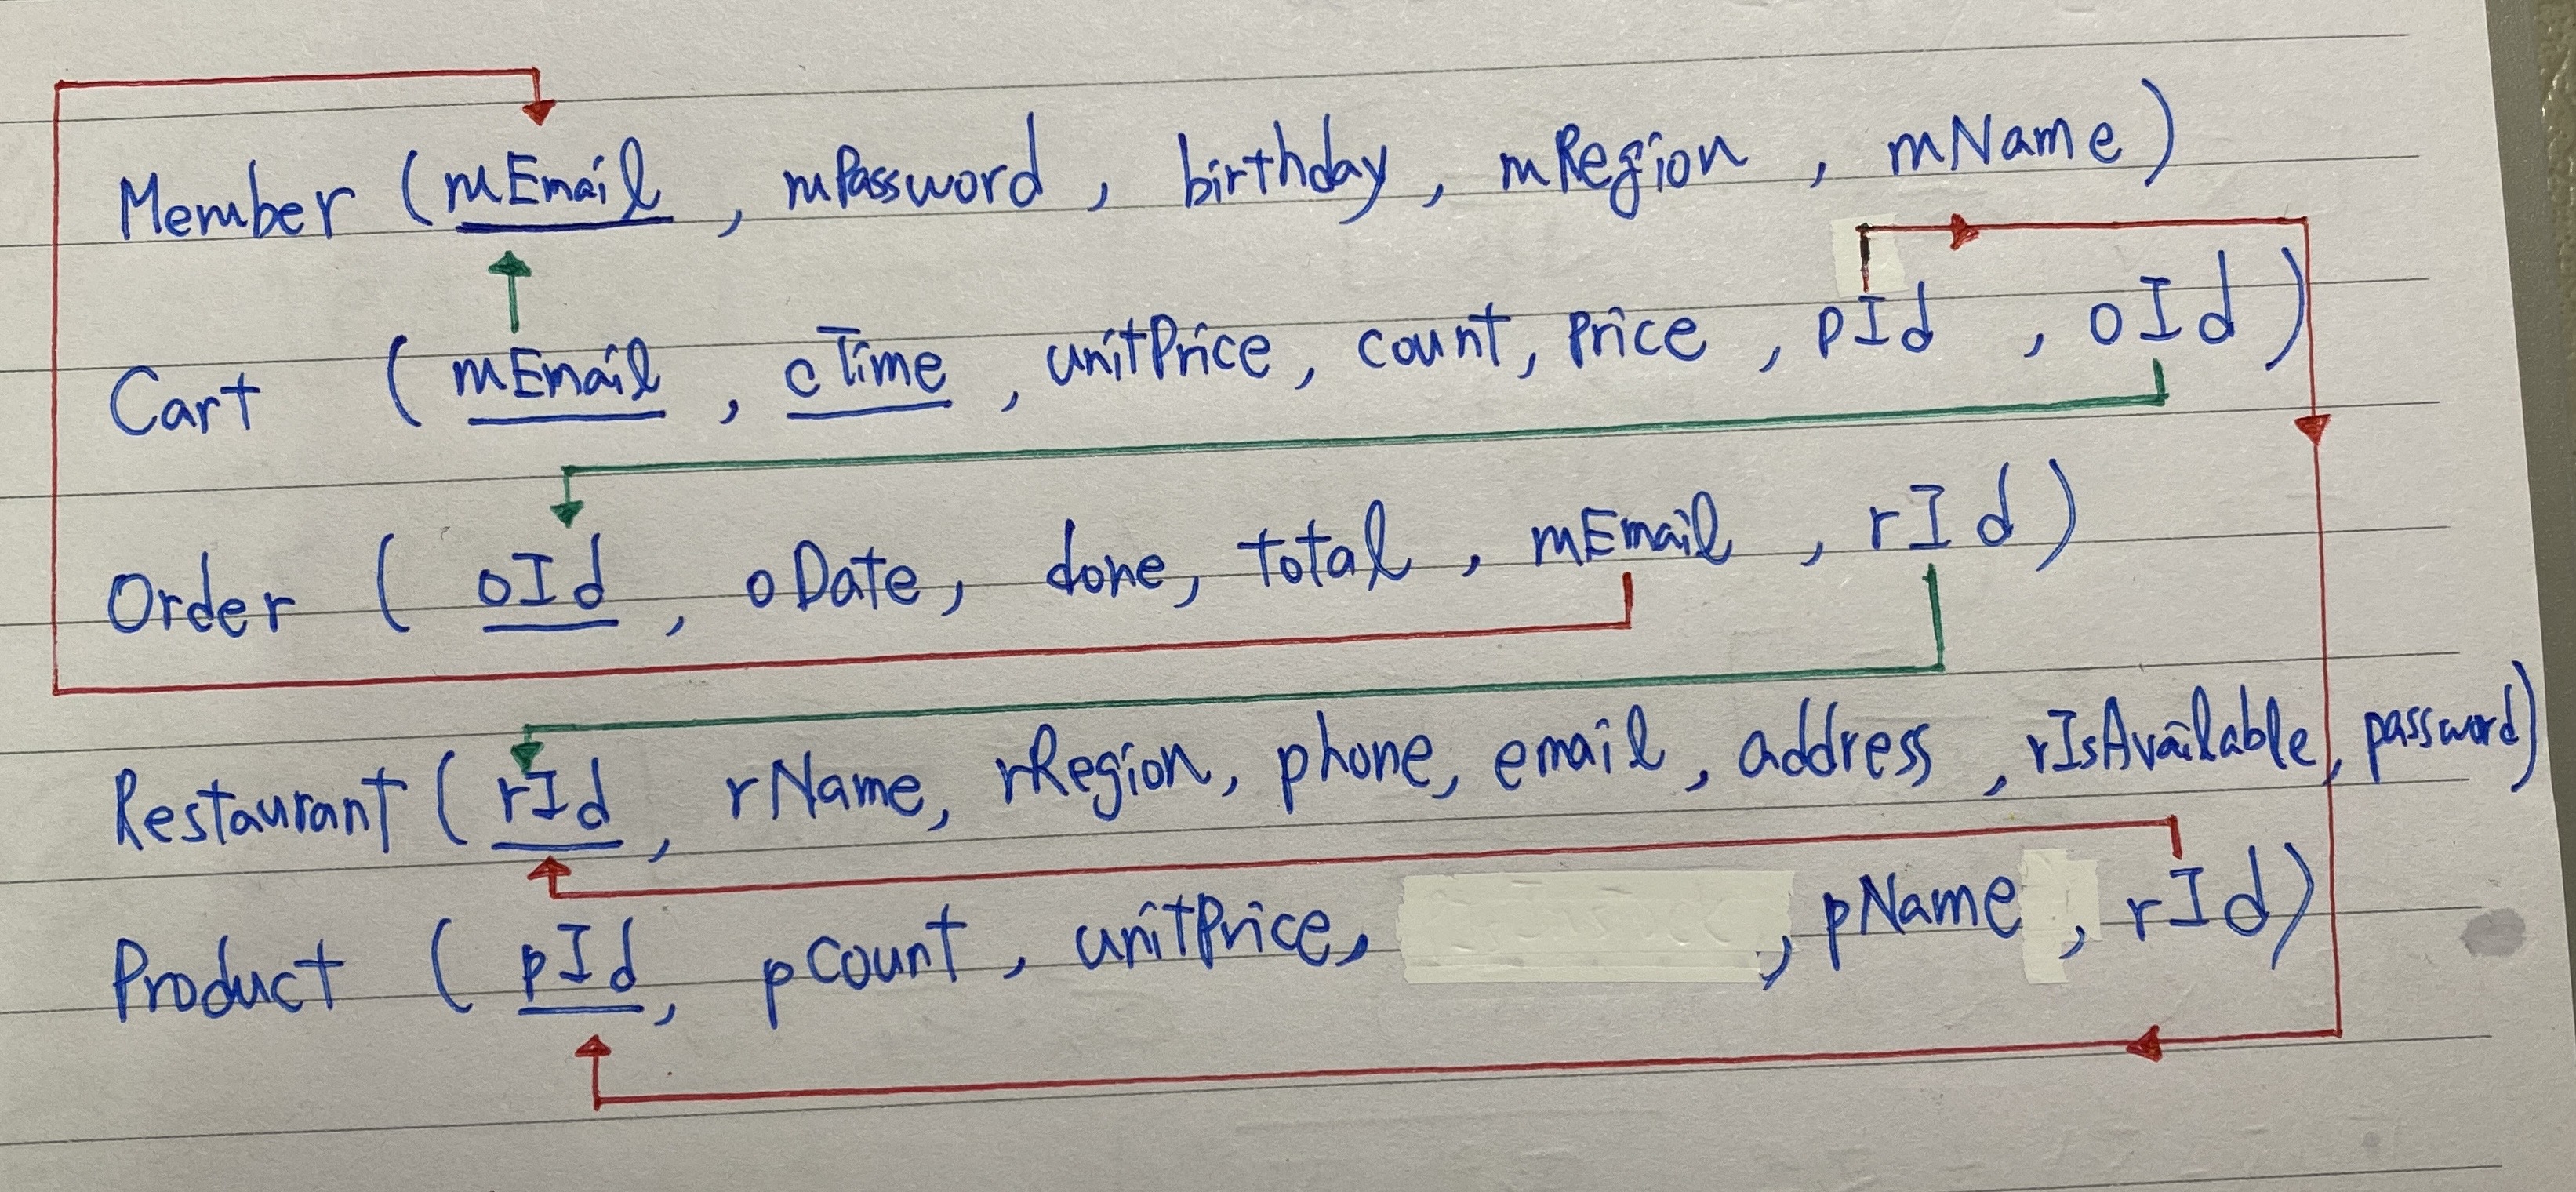 Member (mEmail, mPassword, birthday, mRegion, mName)
Cart (mEmail, cTime, unitPrice, count, price, pId, oId)
Order (oId, oDate, done, total, mEmail, rId)
Restaurant (rId, rName, rRegion, phone, email, address, rIsAvailable, password)
Product (pId, pCount, unitPrice, , pName, rId)